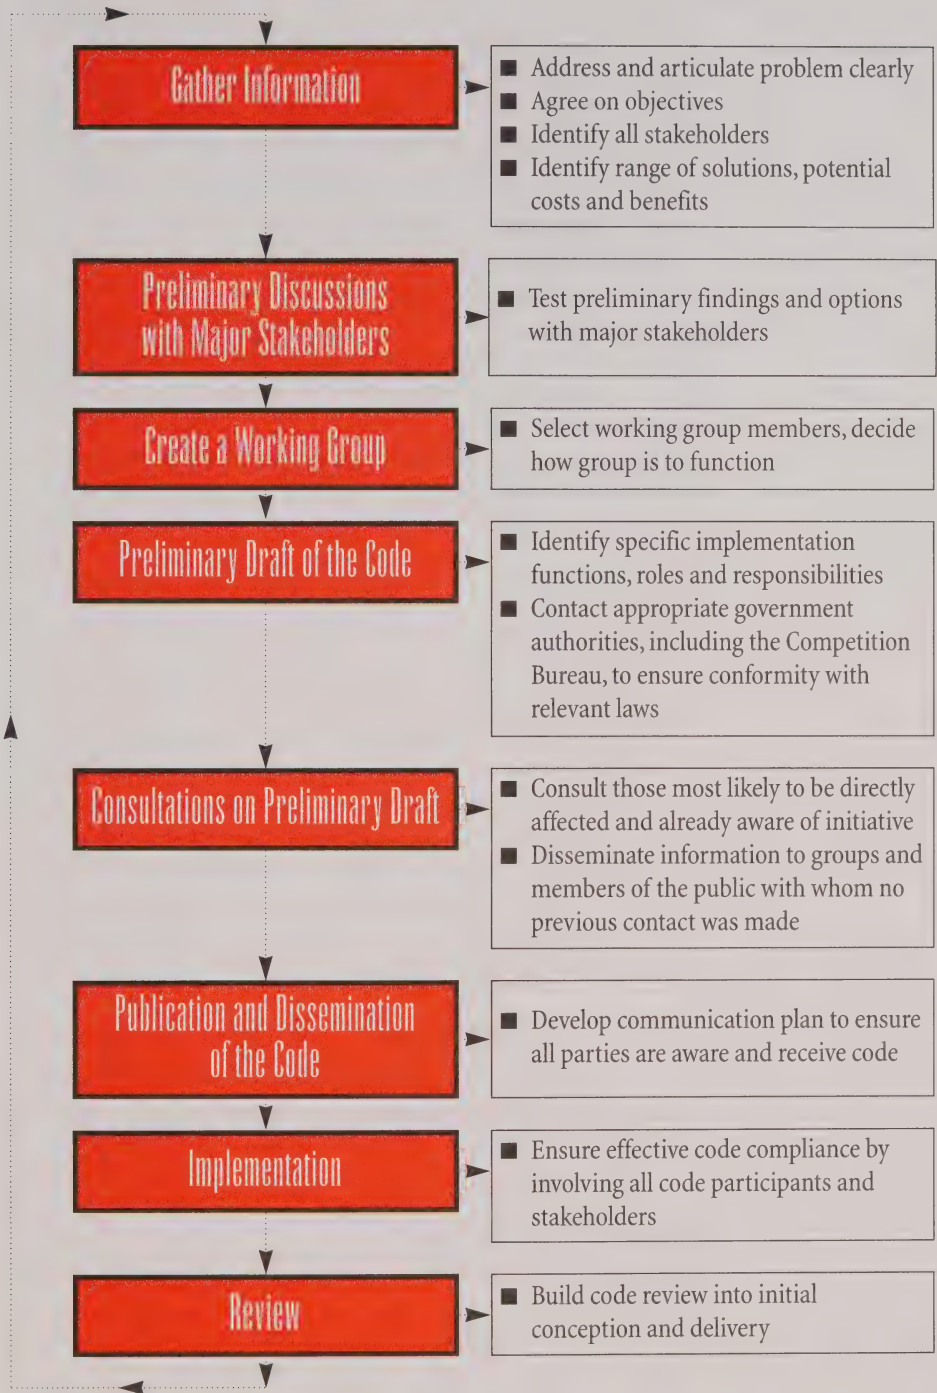 Gather Information
■ Address and articulate problem clearly
■ Agree on objectives
■ Identify all stakeholders
■ Identify range of solutions, potential
costs and benefits
Preliminary Discussions
with Major Stakeholders
■ Test preliminary findings and options
with major stakeholders
Create a Working Group
■ Select working group members, decide
how group is to function
Preliminary Draft of the Code
■ Identify specific implementation
functions, roles and responsibilities
■ Contact appropriate government
authorities, including the Competition
Bureau, to ensure conformity with
relevant laws
Consultations on Preliminary Draft
■ Consult those most likely to be directly
affected and already aware of initiative
■ Disseminate information to groups and
members of the public with whom no
previous contact was made
Publication and Dissemination
of the Code
■ Develop communication plan to ensure
all parties are aware and receive code
Implementation
■ Ensure effective code compliance by
involving all code participants and
stakeholders
Review
■ Build code review into initial
conception and delivery